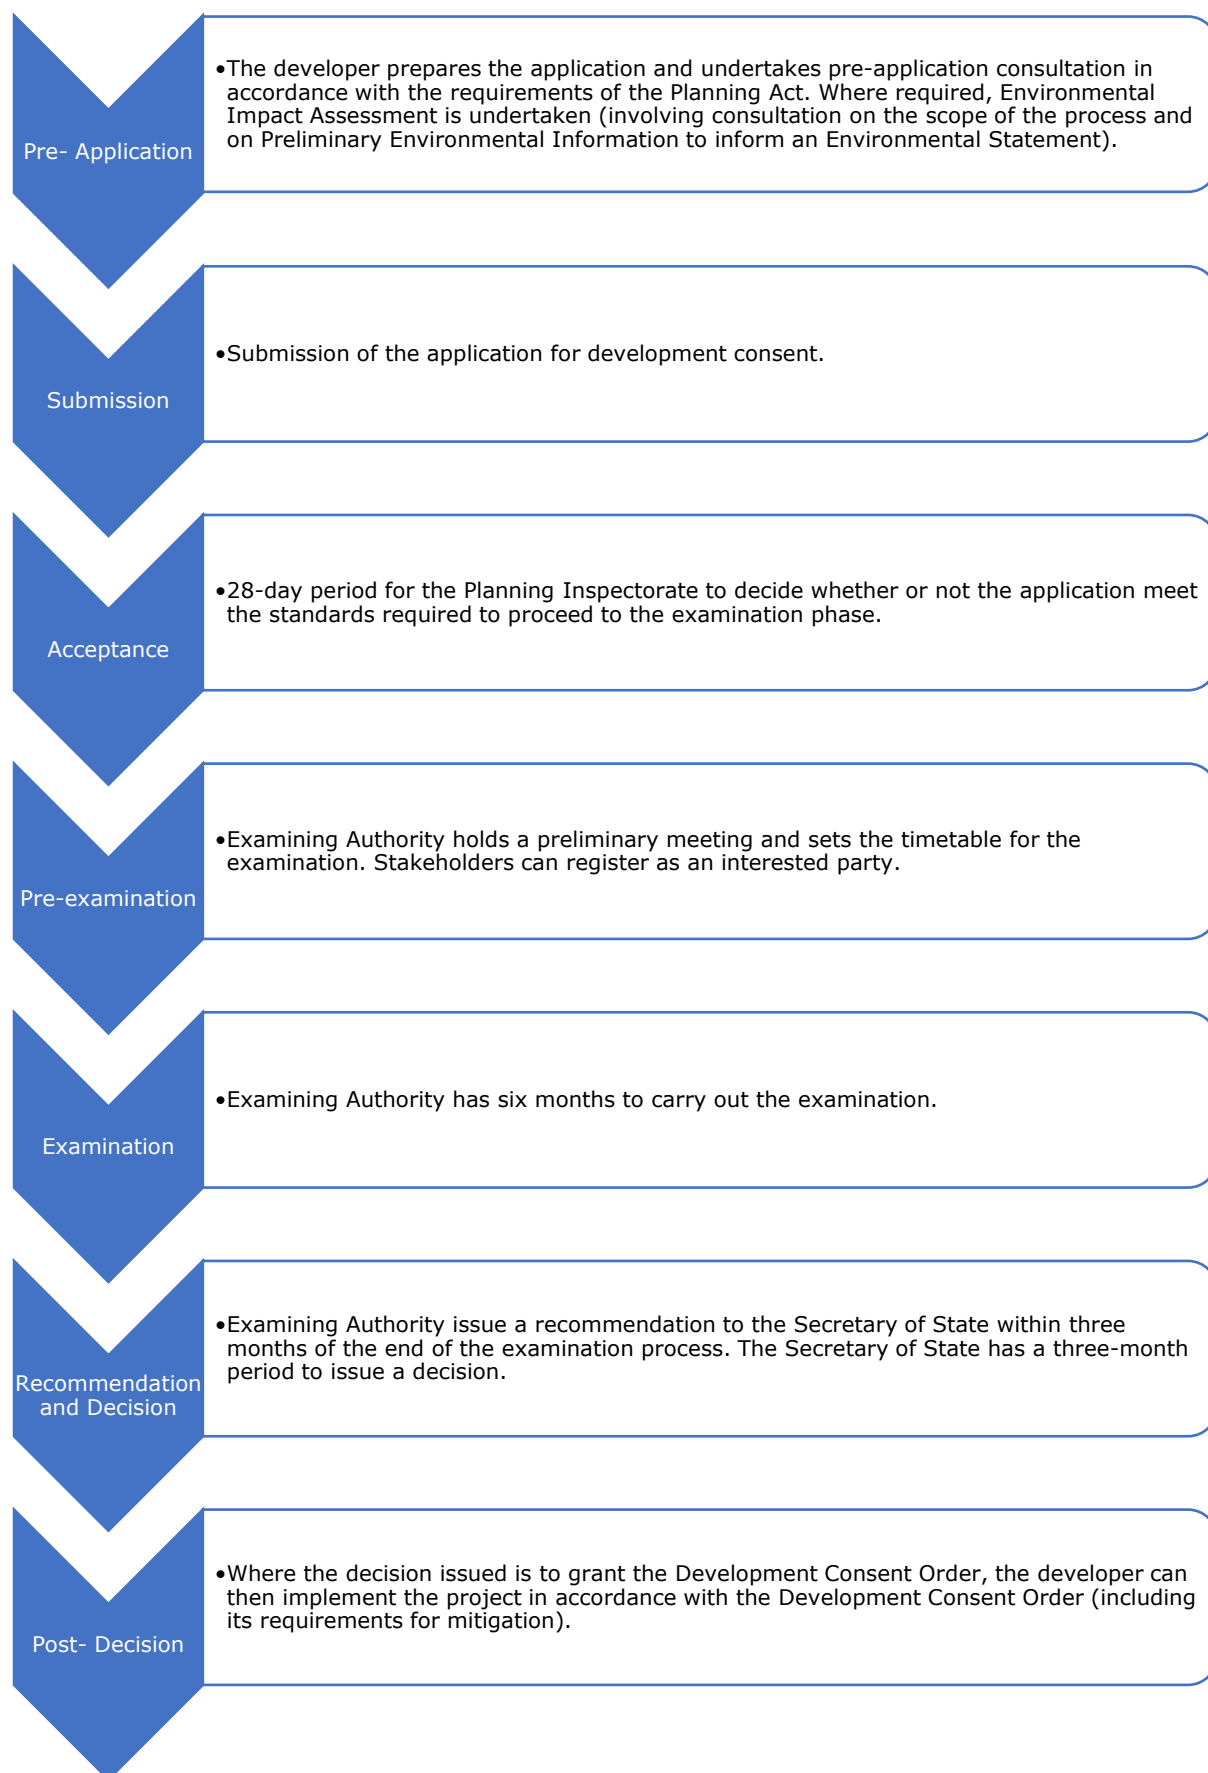 Pre- Application
•The developer prepares the application and undertakes pre-application consultation in
accordance with the requirements of the Planning Act. Where required, Environmental
Impact Assessment is undertaken (involving consultation on the scope of the process and
on Preliminary Environmental Information to inform an Environmental Statement).
Submission
•Submission of the application for development consent.
Acceptance
•28-day period for the Planning Inspectorate to decide whether or not the application meet
the standards required to proceed to the examination phase.
Pre-examination
•Examining Authority holds a preliminary meeting and sets the timetable for the
examination. Stakeholders can register as an interested party.
Examination
•Examining Authority has six months to carry out the examination.
Recommendation
and Decision
•Examining Authority issue a recommendation to the Secretary of State within three
months of the end of the examination process. The Secretary of State has a three-month
period to issue a decision.
Post- Decision
•Where the decision issued is to grant the Development Consent Order, the developer can
then implement the project in accordance with the Development Consent Order (including
its requirements for mitigation).